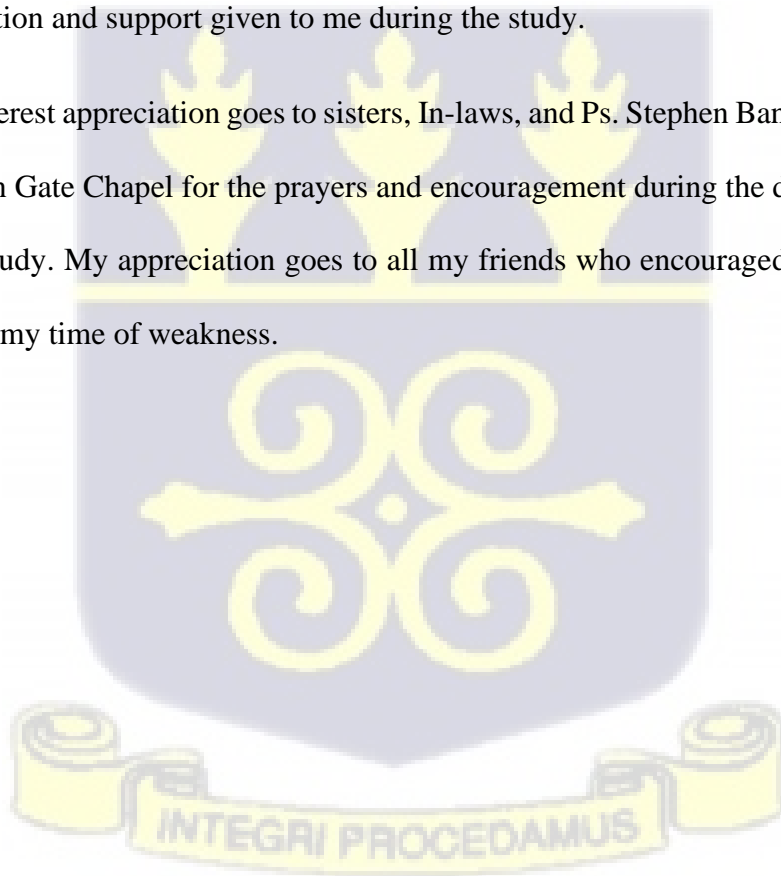 tion and support given to me during the study.
erest appreciation goes to sisters, In-laws, and Ps. Stephen Ban
n Gate Chapel for the prayers and encouragement during the
udy. My appreciation goes to all my friends who encouraged
my time of weakness.
INTEGRI PROCEDAMUS